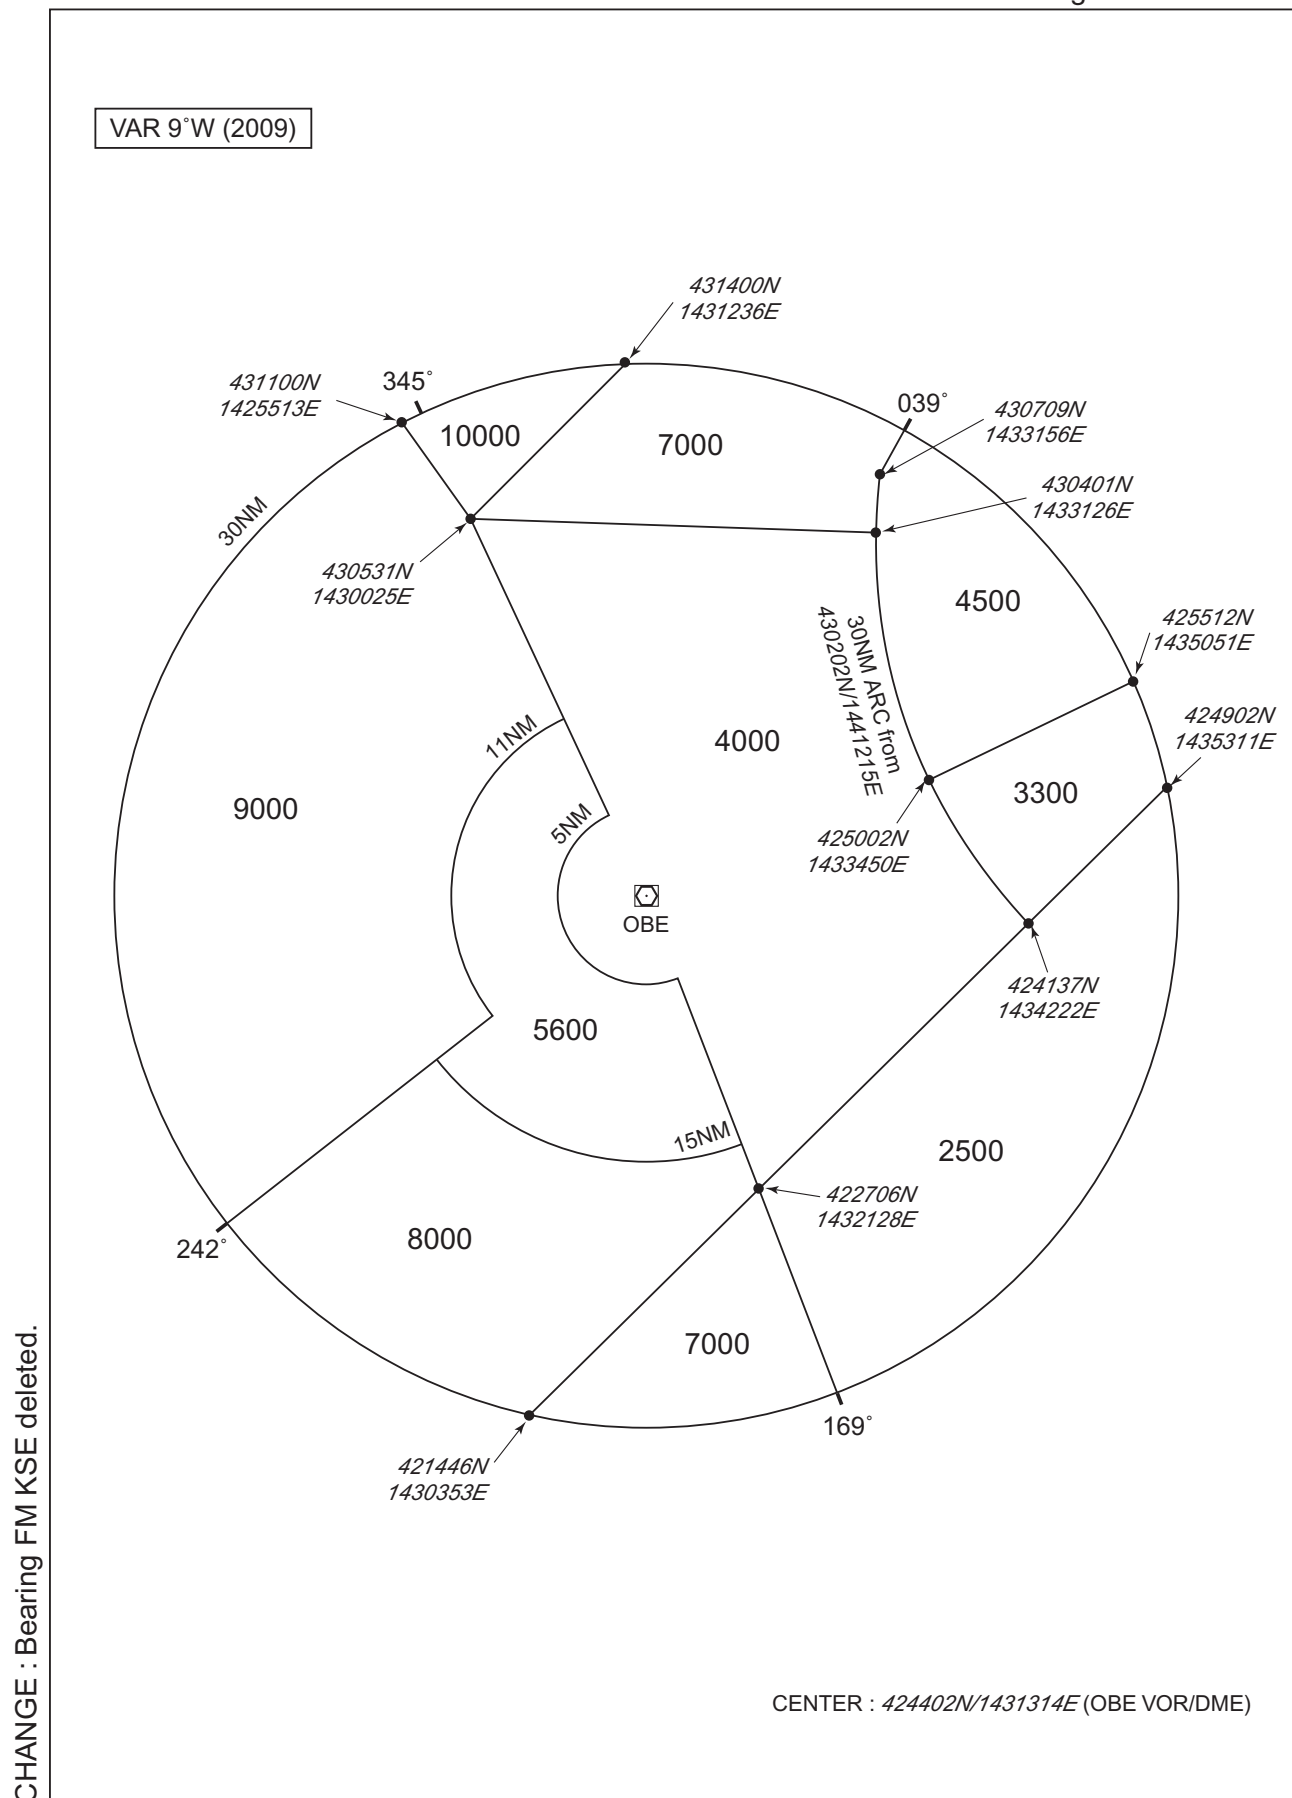 VAR 9°W (2009)
431400N
1431236E
431100N
1425513E
345°
039°
430709N
1433156E
10000
7000
430401N
1433126E
30NM
430531N
1430025E
4500
425512N
1435051E
30NM ARC from
430202N/1441215E
424902N
1435311E
11NM
4000
3300
9000
5NM
425002N
1433450E
OBE
424137N
1434222E
5600
15NM
2500
422706N
1432128E
242°
8000
7000
169°
421446N
1430353E
CHANGE : Bearing FM KSE deleted.
CENTER : 424402N/1431314E (OBE VOR/DME)